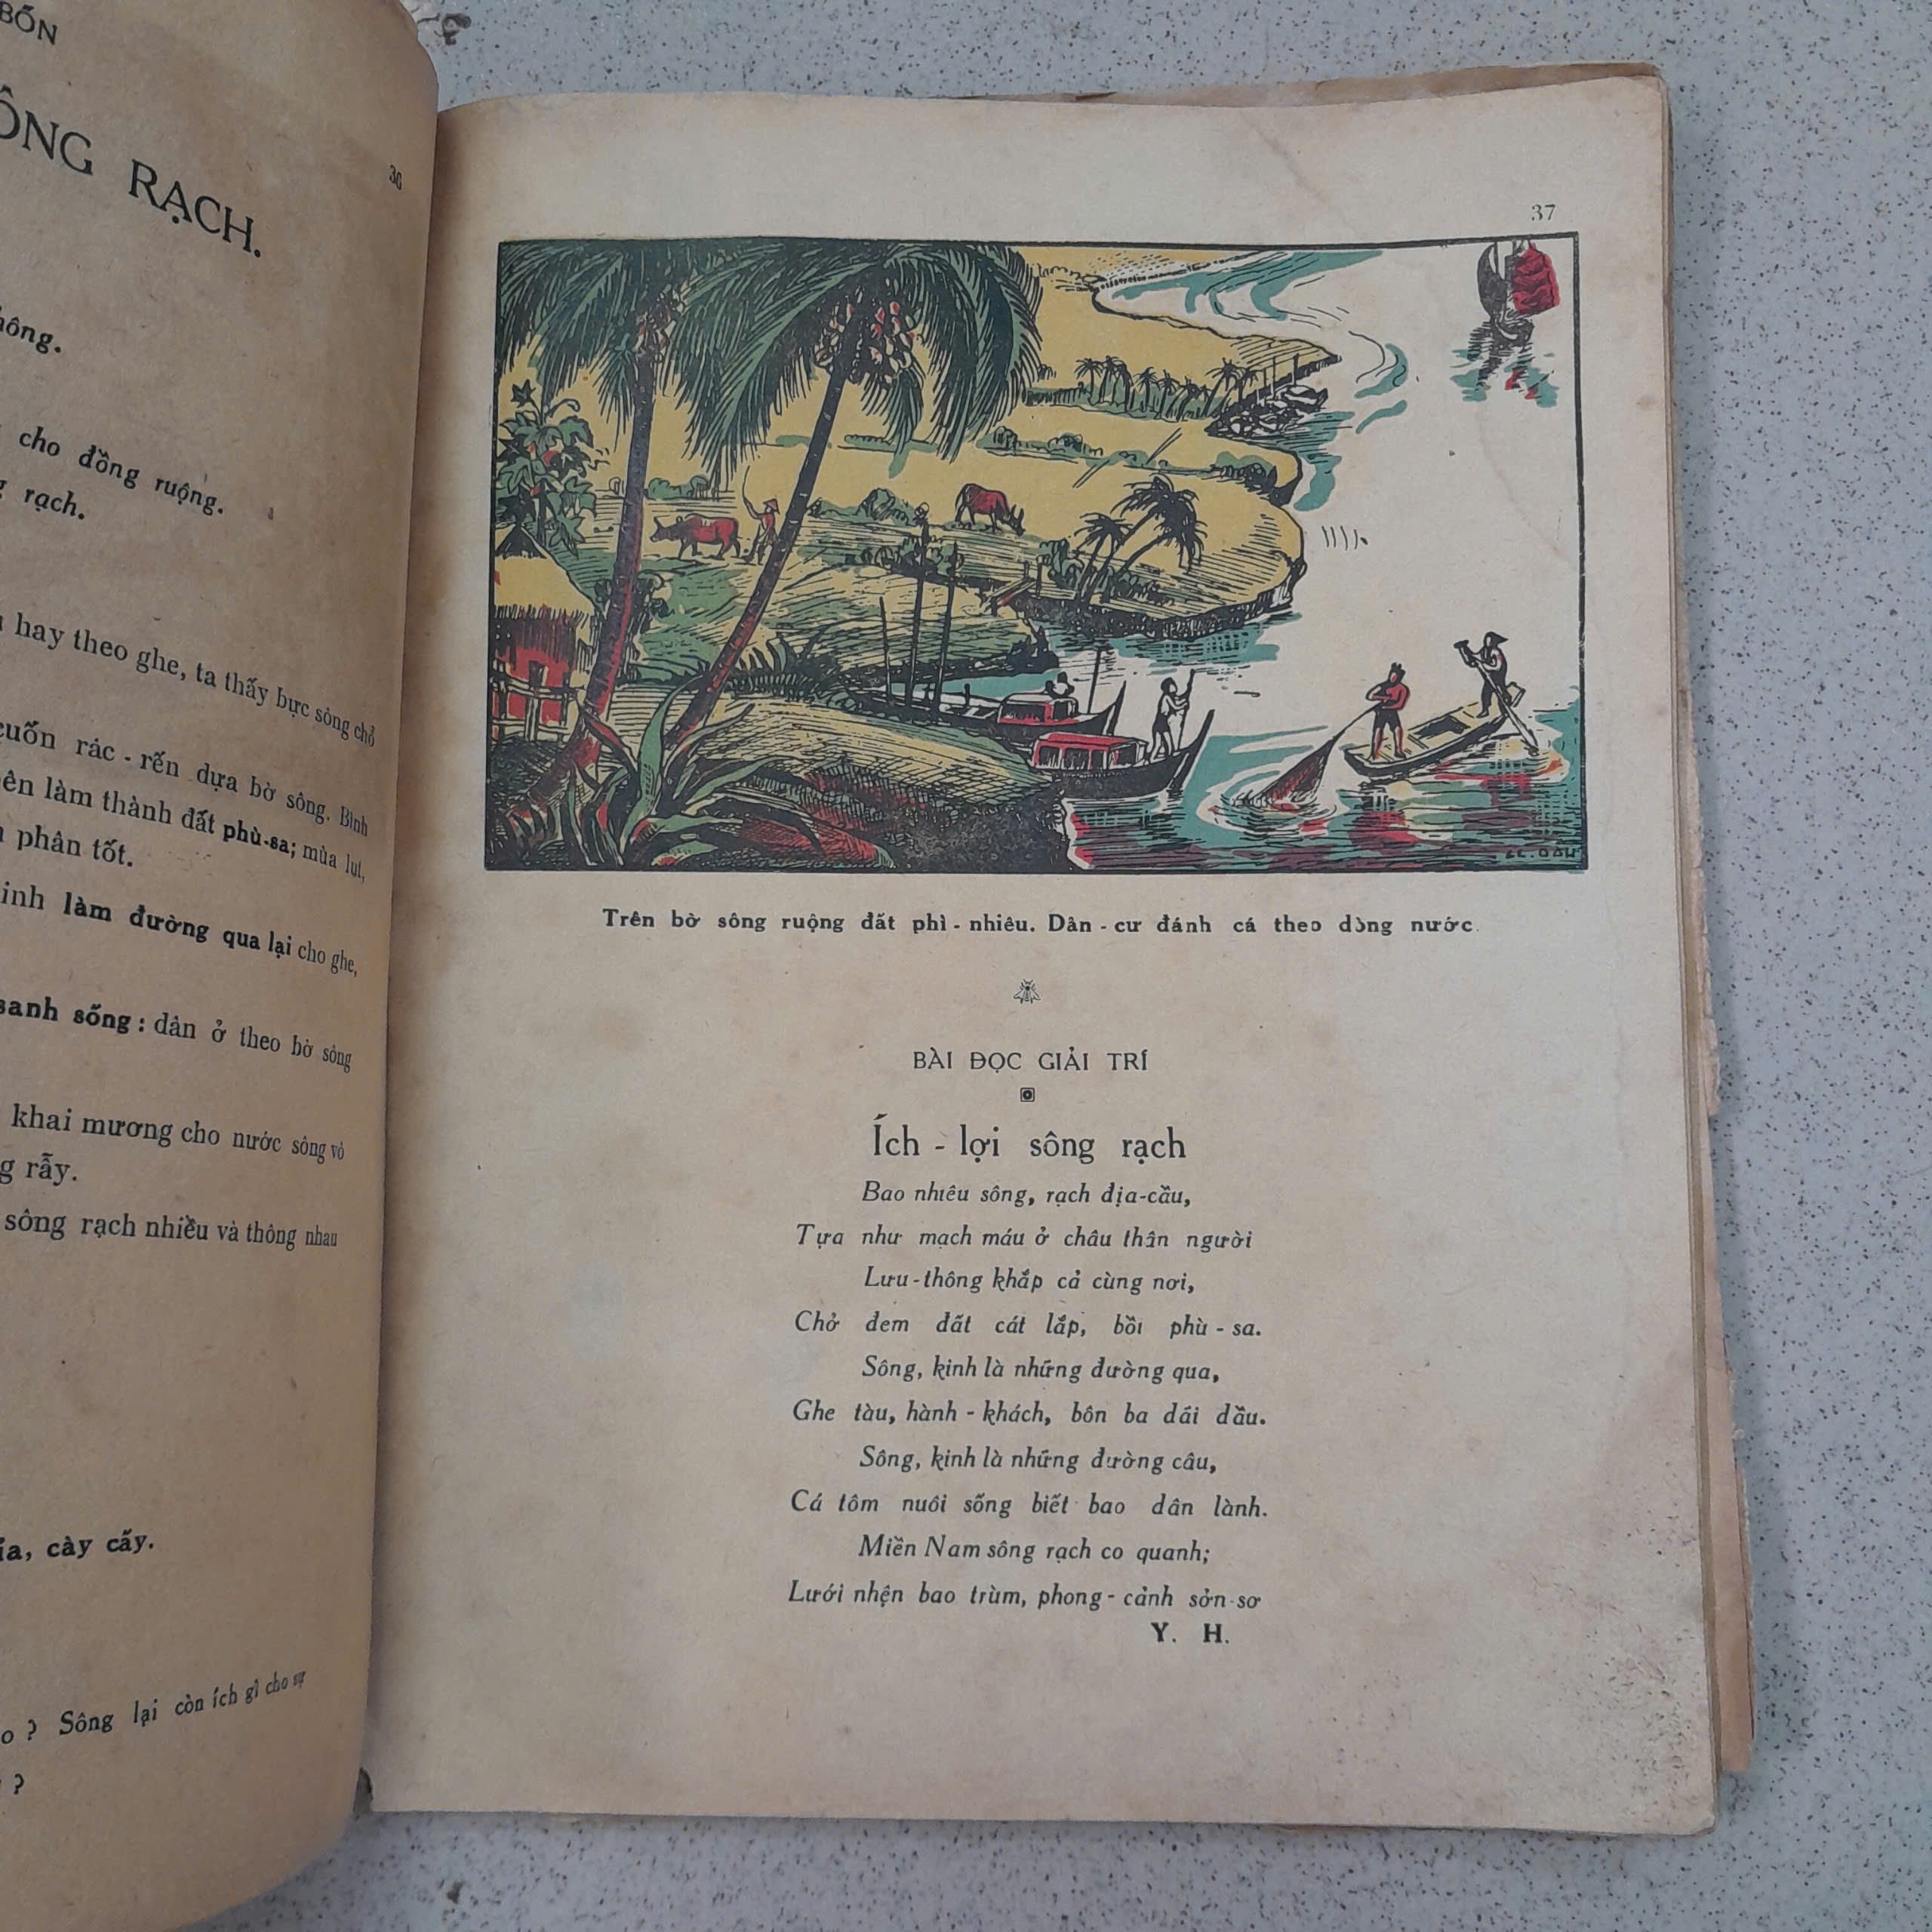 BỐN
RẠCH.
36
cho đồng ruộng.
rạch.
hay theo ghe, ta thấy bực sông chỗ
rác - rến dựa bờ sông. Bình
làm thành đất phù-sa; mùa lụt,
phân tốt.
làm đường qua lại cho ghe,
sanh sống : dân ở theo bờ sông
khai mương cho nước sông vô
rẫy.
sông rạch nhiều và thông nhau
cày cấy.
? Sông lại còn ích gì cho sự
?
37
Trên bờ sông ruộng đất phì - nhiêu. Dân - cư đánh cá theo dòng nước.
BÀI ĐỌC GIẢI TRÍ
Ích - lợi sông rạch
Bao nhiêu sông, rạch địa-cầu,
Tựa như mạch máu ở châu thân người
Lưu-thông khắp cả cùng nơi,
Chở đem đất cát lắp, bồi phù - sa.
Sông, kinh là những đường qua,
Ghe tàu, hành - khách, bôn ba dãi dầu.
Sông, kinh là những đường câu,
Cá tôm nuôi sống biết bao dân lành.
Miền Nam sông rạch co quanh;
Lưới nhện bao trùm, phong - cảnh sởn-sơ
Y. H.